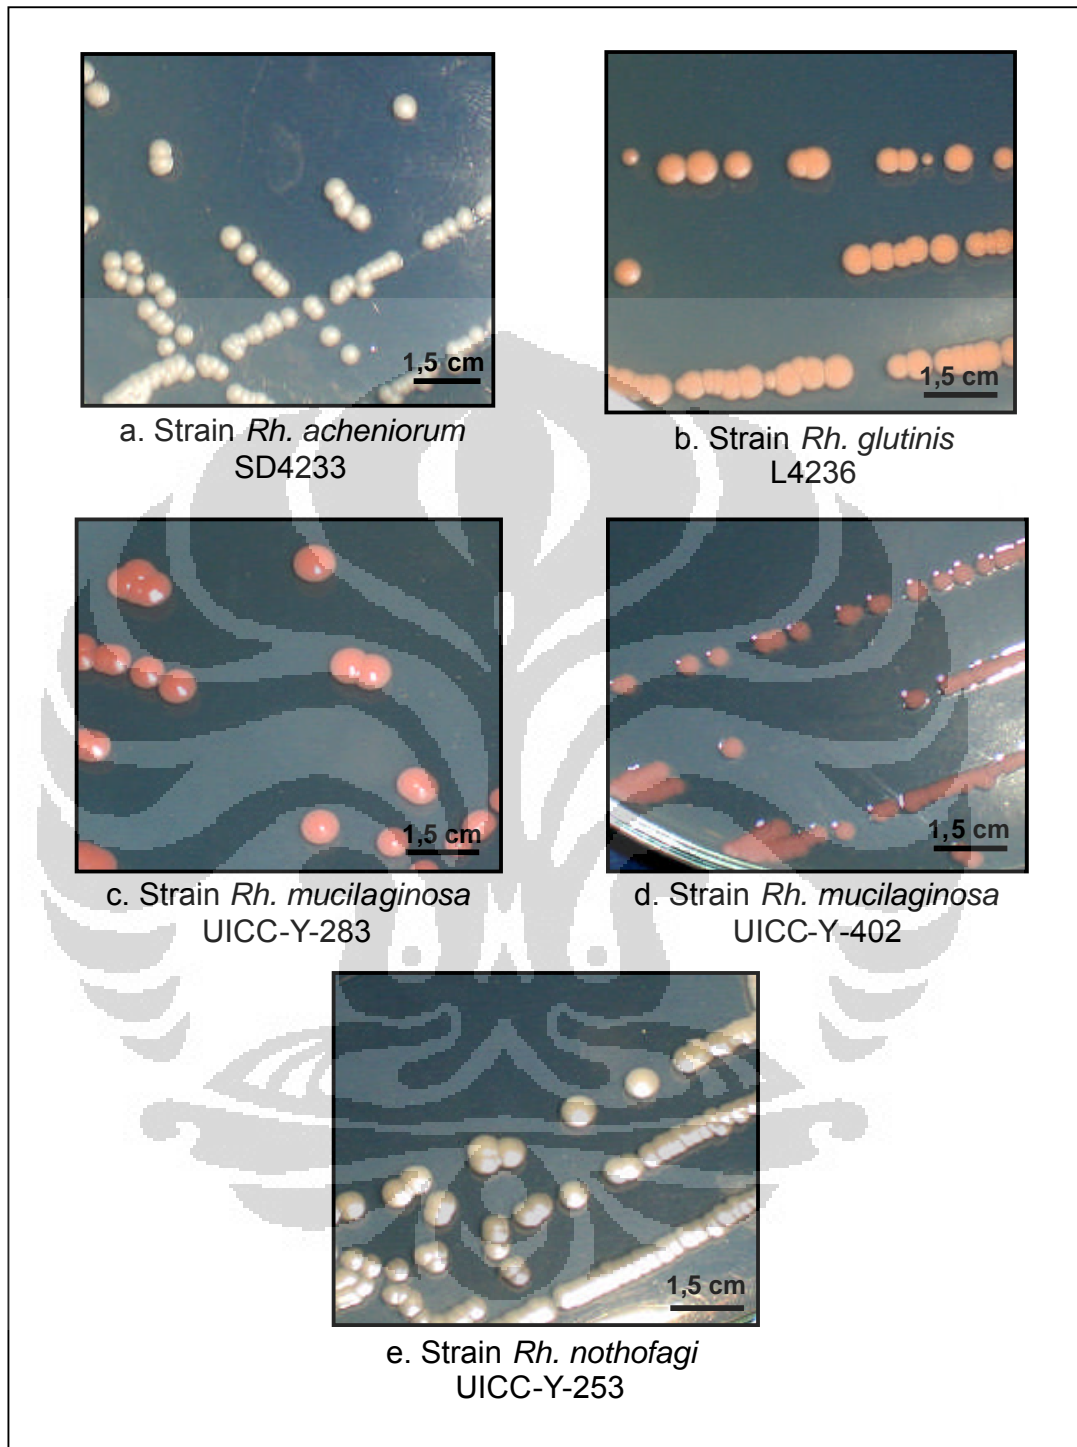 1,5 cm
a. Strain Rh. acheniorum
SD4233
1,5 cm
b. Strain Rh. glutinis
L4236
1,5 cm
c. Strain Rh. mucilaginosa
UICC-Y-283
1,5 cm
d. Strain Rh. mucilaginosa
UICC-Y-402
1,5 cm
e. Strain Rh. nothofagi
UICC-Y-253